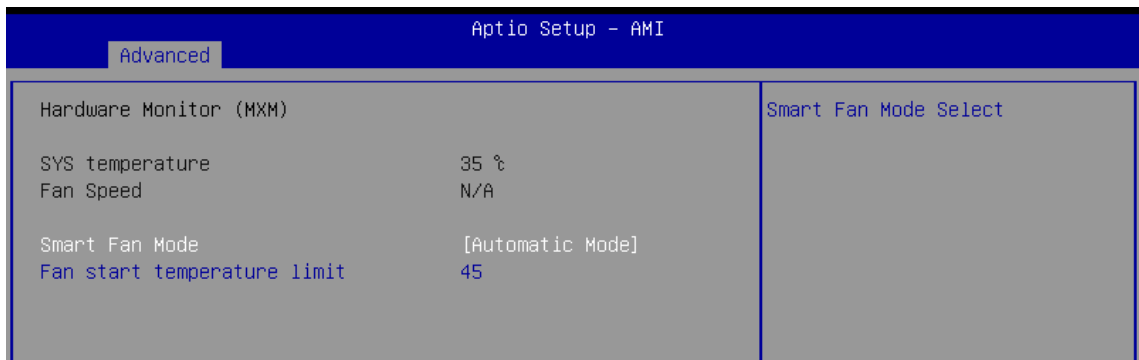 Aptio Setup – AMI
Advanced
Hardware Monitor (MXM)
Smart Fan Mode Select
SYS temperature 35 ℃
Fan Speed N/A
Smart Fan Mode [Automatic Mode]
Fan start temperature limit 45